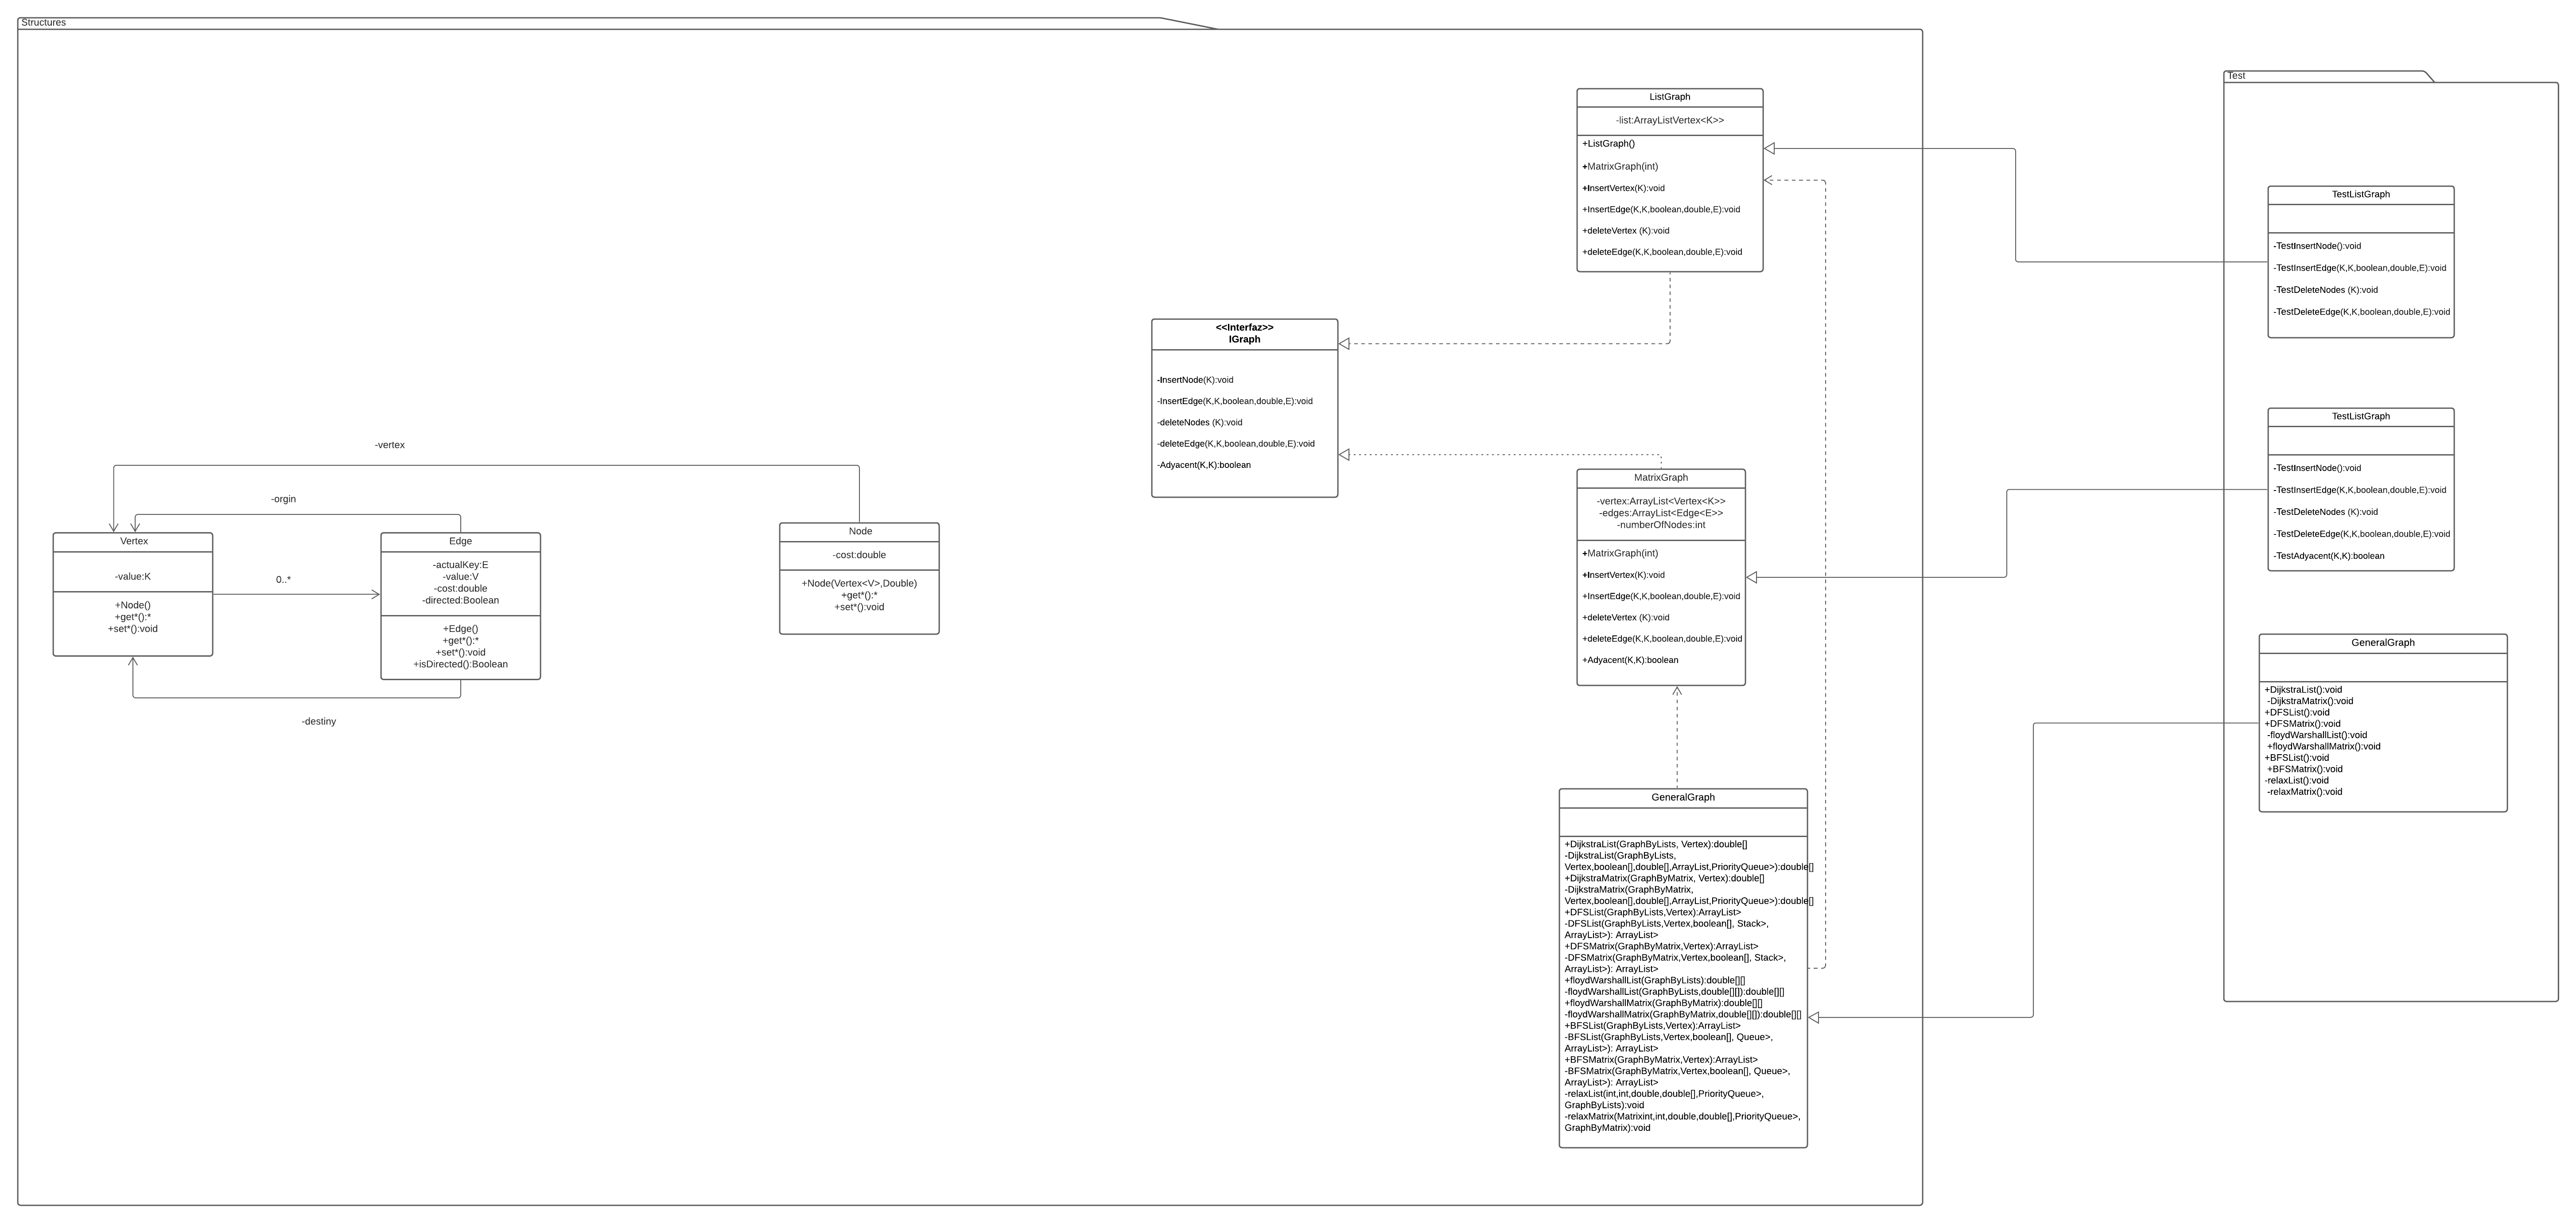 Structures
ListGraph
-list:ArrayListVertex<K>>
+ListGraph()
+MatrixGraph(int)
+InsertVertex(K):void
+InsertEdge(K,K,boolean,double,E):void
+deleteVertex (K):void
+deleteEdge(K,K,boolean,double,E):void
<<Interfaz>>
IGraph
-InsertNode(K):void
-InsertEdge(K,K,boolean,double,E):void
-deleteNodes (K):void
-deleteEdge(K,K,boolean,double,E):void
-Adyacent(K,K):boolean
-vertex
-orgin
Vertex
-value:K
+Node()
+get*():*
+set*():void
0..*
Edge
-actualKey:E
-value:V
-cost:double
-directed:Boolean
+Edge()
+get*():*
+set*():void
+isDirected():Boolean
-destiny
Node
-cost:double
+Node(Vertex<V>,Double)
+get*():*
+set*():void
MatrixGraph
-vertex:ArrayList<Vertex<K>>
-edges:ArrayList<Edge<E>>
-numberOfNodes:int
+MatrixGraph(int)
+InsertVertex(K):void
+InsertEdge(K,K,boolean,double,E):void
+deleteVertex (K):void
+deleteEdge(K,K,boolean,double,E):void
+Adyacent(K,K):boolean
GeneralGraph
+DijkstraList(GraphByLists, Vertex):double[]
-DijkstraList(GraphByLists,
Vertex,boolean[],double[],ArrayList,PriorityQueue>):double[]
+DijkstraMatrix(GraphByMatrix, Vertex):double[]
-DijkstraMatrix(GraphByMatrix,
Vertex,boolean[],double[],ArrayList,PriorityQueue>):double[]
+DFSList(GraphByLists,Vertex):ArrayList>
-DFSList(GraphByLists,Vertex,boolean[], Stack>,
ArrayList>): ArrayList>
+DFSMatrix(GraphByMatrix,Vertex):ArrayList>
-DFSMatrix(GraphByMatrix,Vertex,boolean[], Stack>,
ArrayList>): ArrayList>
+floydWarshallList(GraphByLists):double[][]
-floydWarshallList(GraphByLists,double[][]):double[][]
+floydWarshallMatrix(GraphByMatrix):double[][]
-floydWarshallMatrix(GraphByMatrix,double[][]):double[][]
+BFSList(GraphByLists,Vertex):ArrayList>
-BFSList(GraphByLists,Vertex,boolean[], Queue>,
ArrayList>): ArrayList>
+BFSMatrix(GraphByMatrix,Vertex):ArrayList>
-BFSMatrix(GraphByMatrix,Vertex,boolean[], Queue>,
ArrayList>): ArrayList>
-relaxList(int,int,double,double[],PriorityQueue>,
GraphByLists):void
-relaxMatrix(Matrixint,int,double,double[],PriorityQueue>,
GraphByMatrix):void
Test
TestListGraph
-TestInsertNode():void
-TestInsertEdge(K,K,boolean,double,E):void
-TestDeleteNodes (K):void
-TestDeleteEdge(K,K,boolean,double,E):void
TestListGraph
-TestInsertNode():void
-TestInsertEdge(K,K,boolean,double,E):void
-TestDeleteNodes (K):void
-TestDeleteEdge(K,K,boolean,double,E):void
-TestAdyacent(K,K):boolean
GeneralGraph
+DijkstraList():void
-DijkstraMatrix():void
+DFSList():void
+DFSMatrix():void
-floydWarshallList():void
+floydWarshallMatrix():void
+BFSList():void
+BFSMatrix():void
-relaxList():void
-relaxMatrix():void